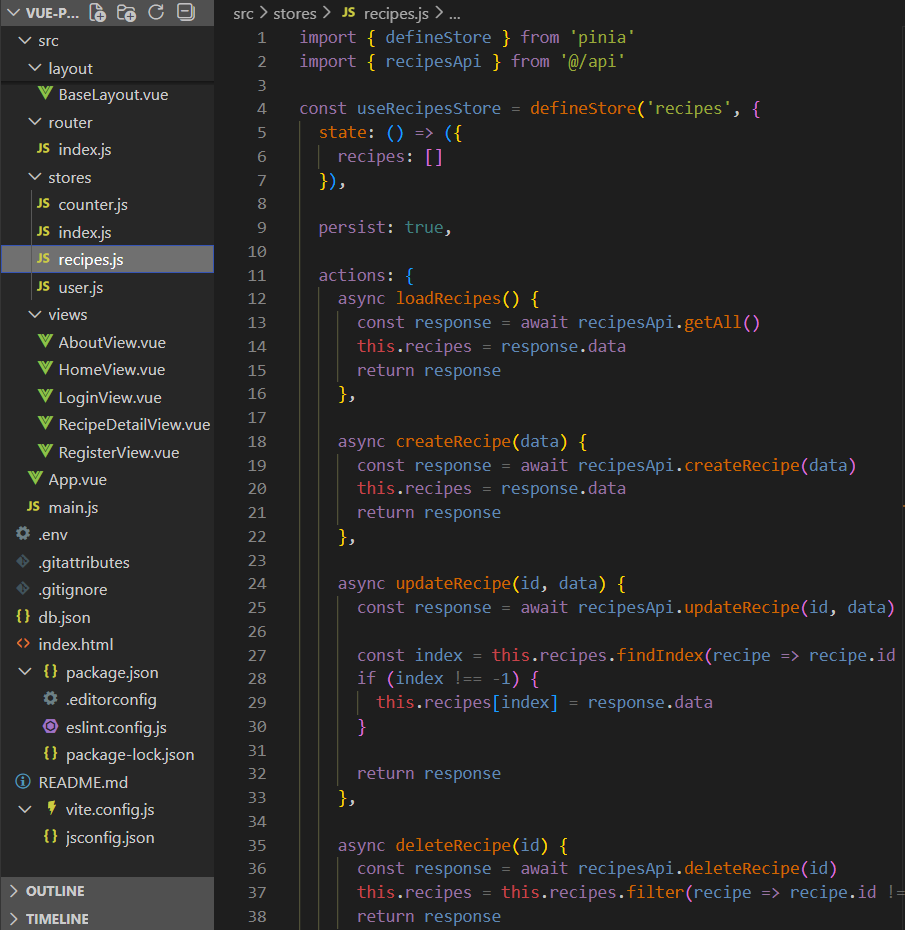 VUE-P...
src
layout
BaseLayout.vue
router
JS index.js
stores
JS counter.js
JS index.js
JS recipes.js
JS user.js
views
AboutView.vue
HomeView.vue
LoginView.vue
RecipeDetailView.vue
RegisterView.vue
App.vue
JS main.js
.env
.gitattributes
.gitignore
{} db.json
<> index.html
{} package.json
.editorconfig
eslint.config.js
{} package-lock.json
README.md
vite.config.js
{} jsconfig.json
OUTLINE
TIMELINE
src > stores > JS recipes.js > ...
1 import { defineStore } from 'pinia'
2 import { recipesApi } from '@/api'
3
4 const useRecipesStore = defineStore('recipes', {
5 state: () => ({
6 recipes: []
7 }),
8
9 persist: true,
10
11 actions: {
12 async loadRecipes() {
13 const response = await recipesApi.getAll()
14 this.recipes = response.data
15 return response
16 },
17
18 async createRecipe(data) {
19 const response = await recipesApi.createRecipe(data)
20 this.recipes = response.data
21 return response
22 },
23
24 async updateRecipe(id, data) {
25 const response = await recipesApi.updateRecipe(id, data)
26
27 const index = this.recipes.findIndex(recipe => recipe.id
28 if (index !== -1) {
29 this.recipes[index] = response.data
30 }
31
32 return response
33 },
34
35 async deleteRecipe(id) {
36 const response = await recipesApi.deleteRecipe(id)
37 this.recipes = this.recipes.filter(recipe => recipe.id !=
38 return response